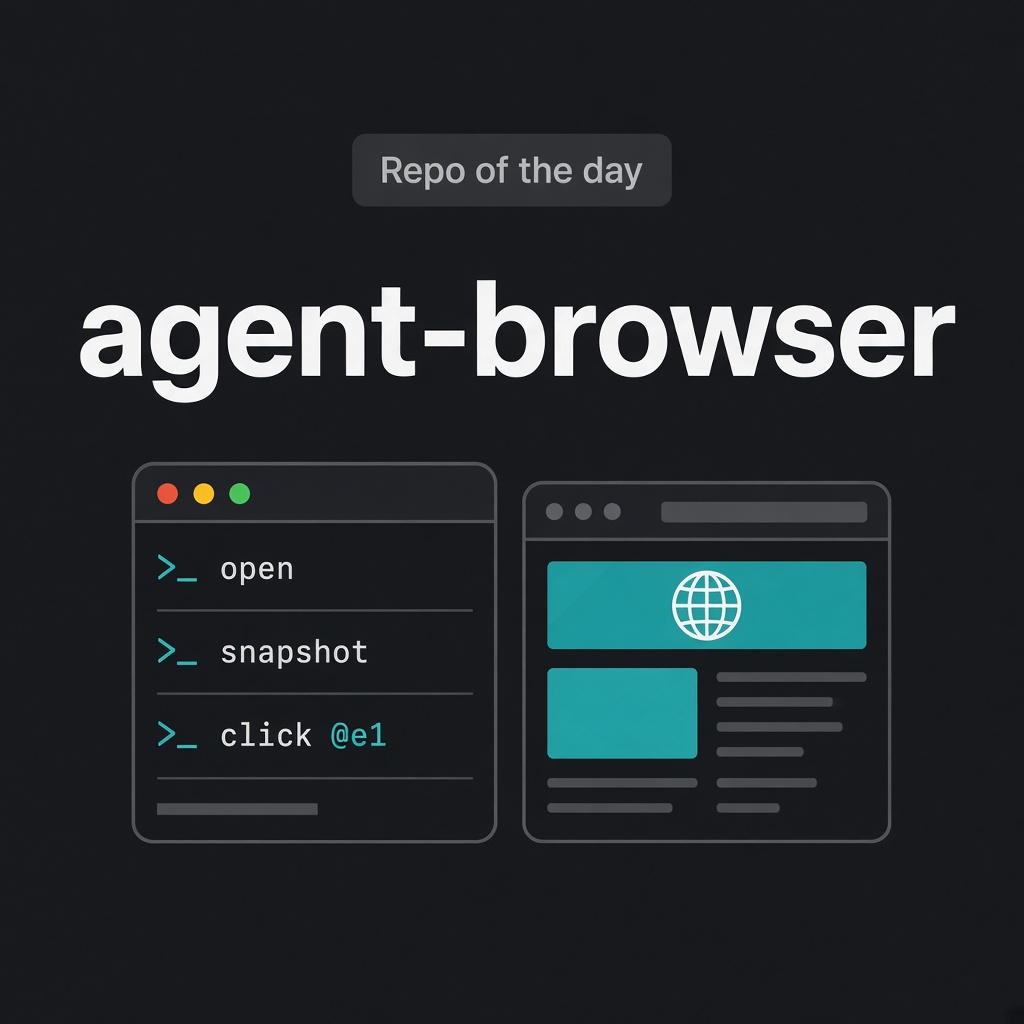 Repo of the day
agent-browser
>_ open
>_ snapshot
>_ click @e1